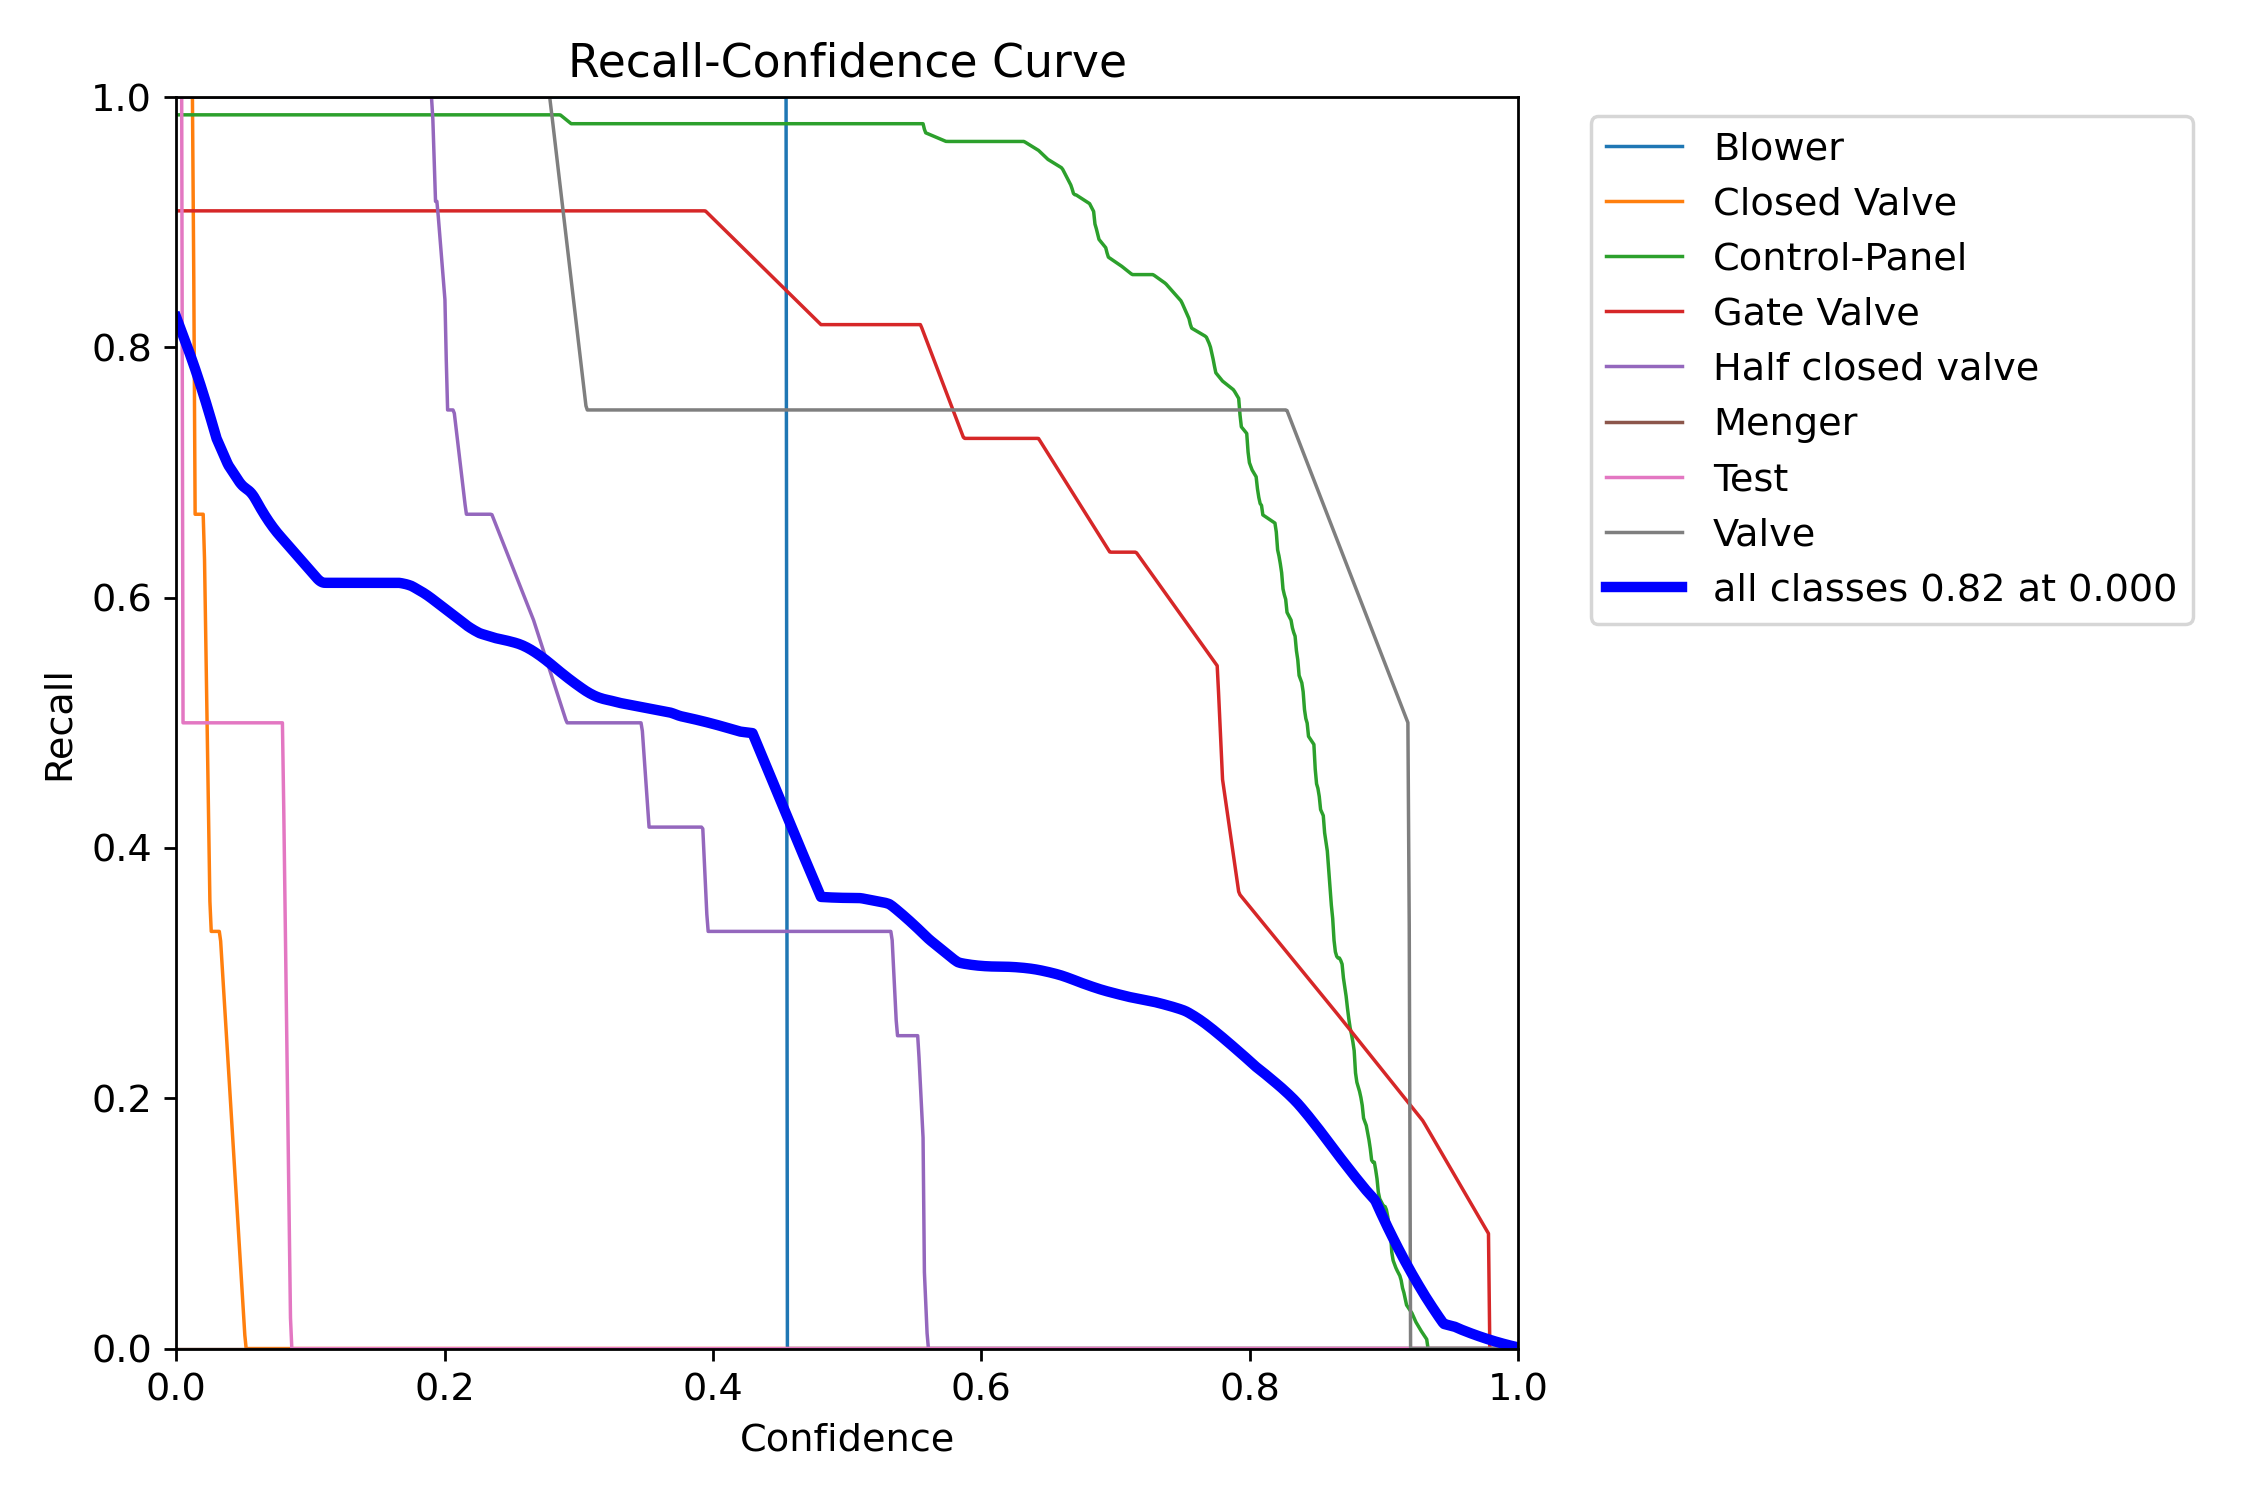 Recall-Confidence Curve
1.0
0.8
0.6
0.4
0.2
0.0
Recall
0.0 0.2 0.4 0.6 0.8 1.0
Confidence
Blower
Closed Valve
Control-Panel
Gate Valve
Half closed valve
Menger
Test
Valve
all classes 0.82 at 0.000